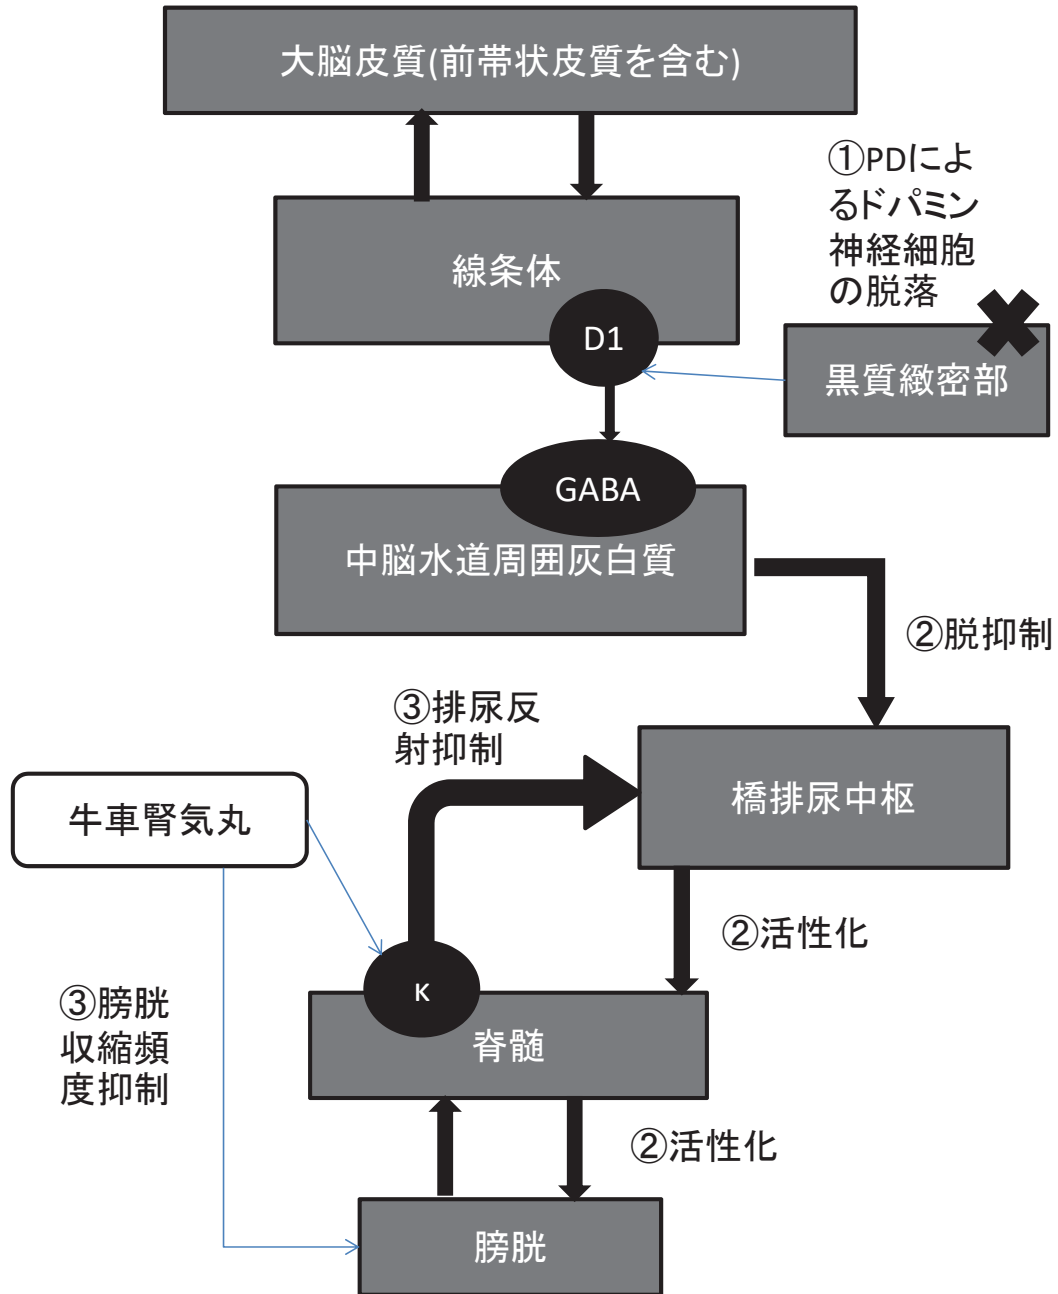 大脳皮質(前帯状皮質を含む)
①PDによ
るドパミン
神経細胞
の脱落
線条体
D1
黒質緻密部
GABA
中脳水道周囲灰白質
②脱抑制
③排尿反
射抑制
橋排尿中枢
牛車腎気丸
②活性化
κ
③膀胱
収縮頻
度抑制
脊髄
②活性化
膀胱